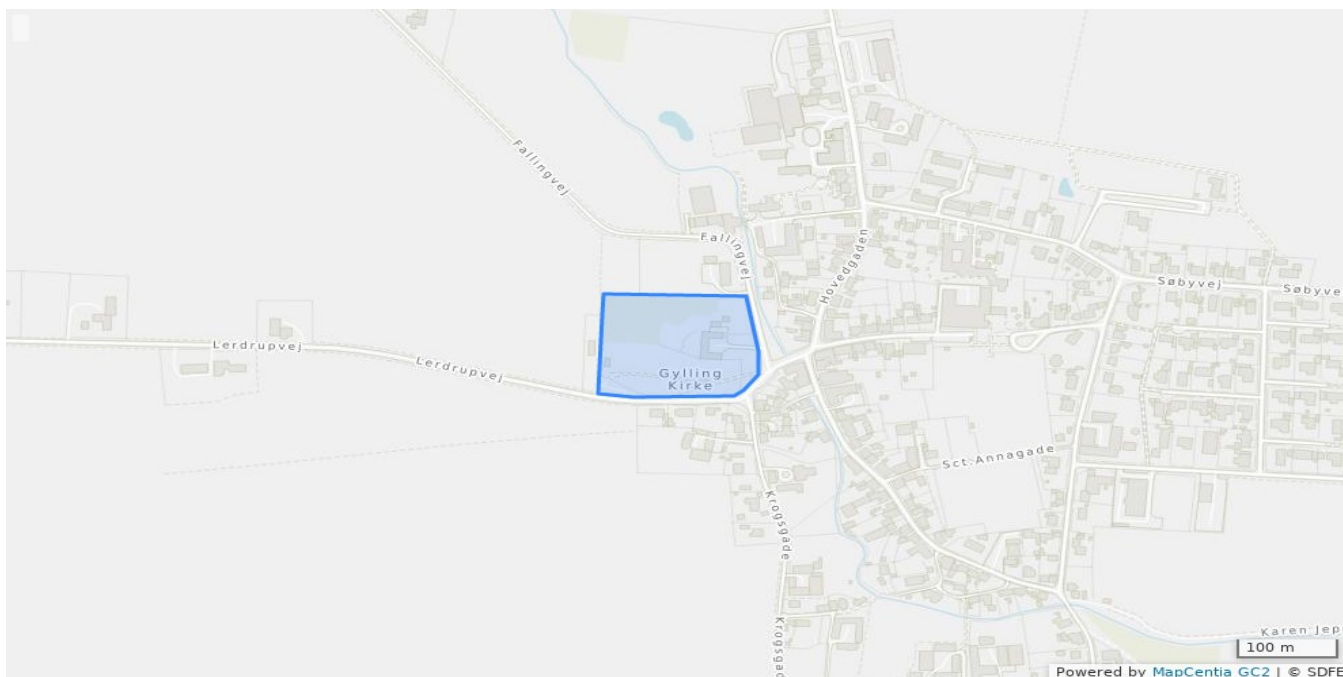 Fallingvej
Fallingvej
Hovedgaden
Søbyvej
Søbyve
Lerdrupvej
Lerdrupvej
Gylling
Kirke
Sct.Annagade
Krogsgade
Krogsgad
Karen Jep
100 m
Powered by MapCentia GC2 | © SDFE